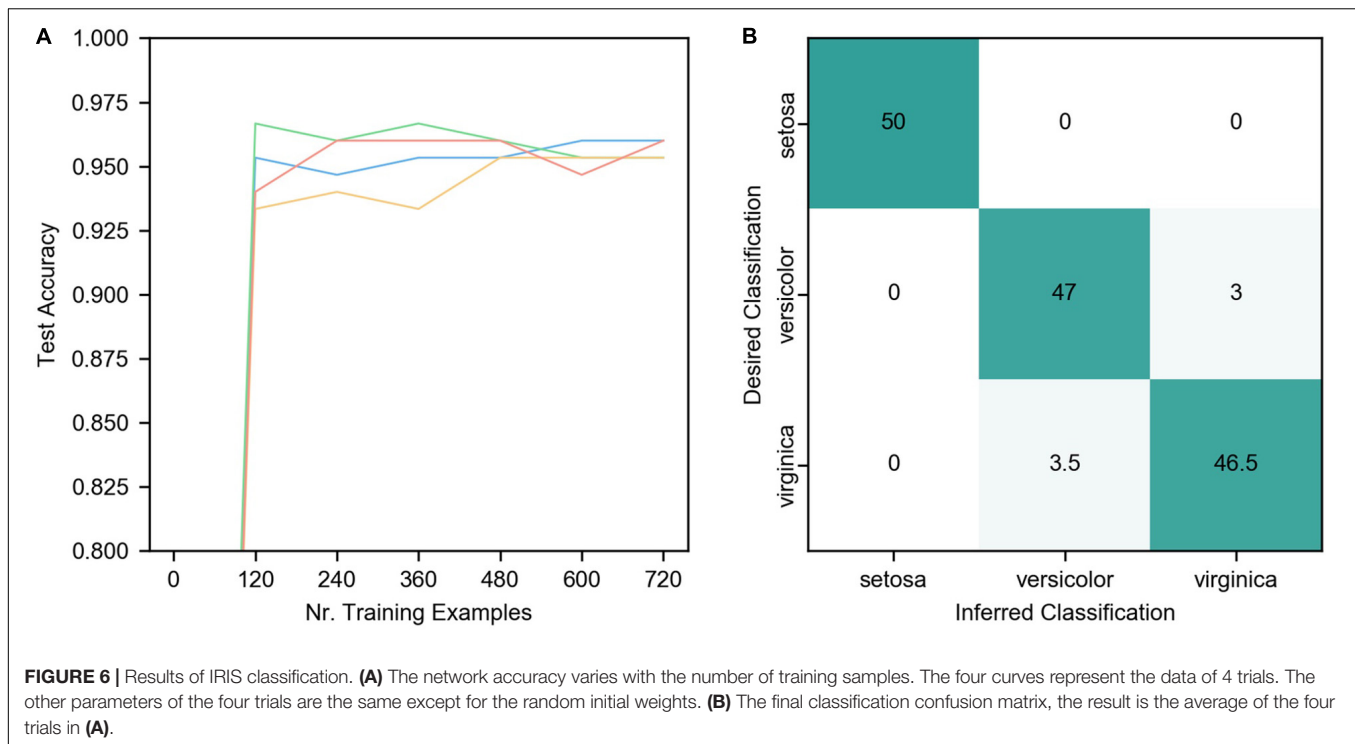 A
1.000
0.975
0.950
0.925
0.900
0.875
0.850
0.825
0.800
Test Accuracy
0 120 240 360 480 600 720
Nr. Training Examples
B
setosa
versicolor
virginica
Desired Classification
50 0 0
0 47 3
0 3.5 46.5
setosa versicolor virginica
Inferred Classification
FIGURE 6 | Results of IRIS classification. (A) The network accuracy varies with the number of training samples. The four curves represent the data of 4 trials. The
other parameters of the four trials are the same except for the random initial weights. (B) The final classification confusion matrix, the result is the average of the four
trials in (A).